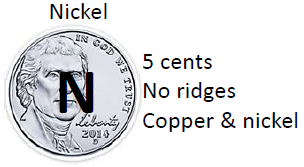 Nickel
IN GOD WE TRUST
N
Liberty
2014
D
5 cents
No ridges
Copper & nickel